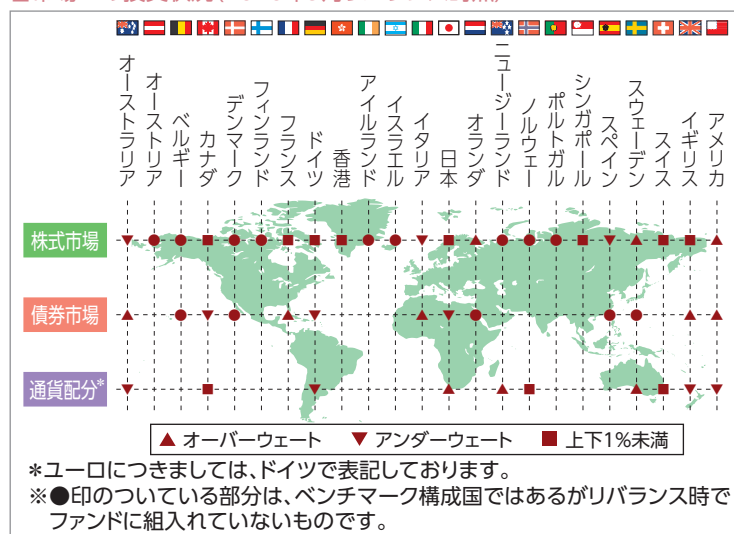 オーストラリア
オーストリア
ベルギー
カナダ
デンマーク
フィンランド
フランス
ドイツ
香港
アイルランド
イスラエル
イタリア
日本
オランダ
ニュージーランド
ノルウェー
ポルトガル
シンガポール
スペイン
スウェーデン
スイス
イギリス
アメリカ
株式市場
債券市場
通貨配分*
▲ オーバーウェート ▼ アンダーウェート ■ 上下1%未満
*ユーロにつきましては、ドイツで表記しております。
※●印のついている部分は、ベンチマーク構成国ではあるがリバランス時で
ファンドに組入れていないものです。